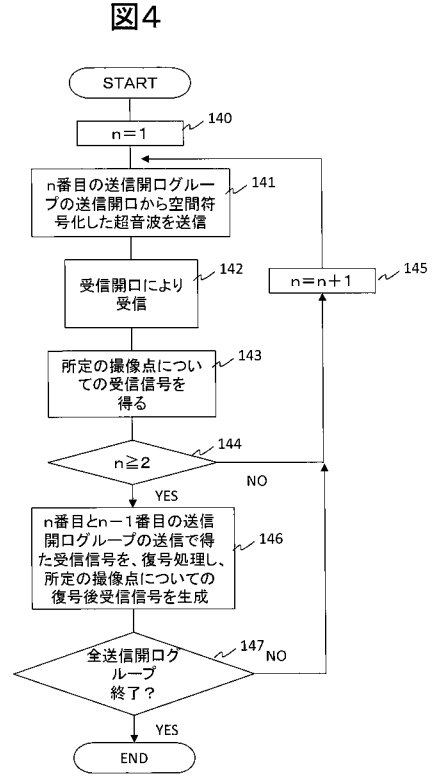 図4
START
n=1
140
n番目の送信開口グルー
プの送信開口から空間符
号化した超音波を送信
141
受信開口により
受信
142
n=n+1
145
所定の撮像点につい
ての受信信号を
得る
143
n≧2
144
NO
YES
n番目とn-1番目の送信
開口グループの送信で得
た受信信号を、復号処理し、
所定の撮像点についての
復号後受信信号を生成
146
全送信開口グ
ループ
終了?
147
NO
YES
END